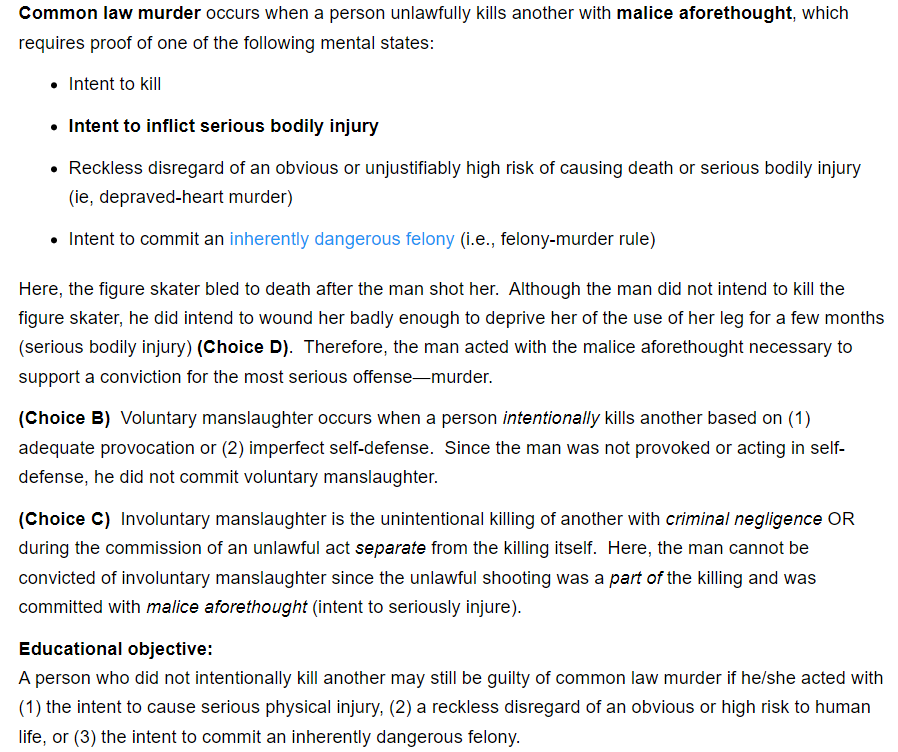 Common law murder occurs when a person unlawfully kills another with malice aforethought, which
requires proof of one of the following mental states:
• Intent to kill
• Intent to inflict serious bodily injury
• Reckless disregard of an obvious or unjustifiably high risk of causing death or serious bodily injury
(ie, depraved-heart murder)
• Intent to commit an inherently dangerous felony (i.e., felony-murder rule)
Here, the figure skater bled to death after the man shot her.  Although the man did not intend to kill the
figure skater, he did intend to wound her badly enough to deprive her of the use of her leg for a few months
(serious bodily injury) (Choice D).  Therefore, the man acted with the malice aforethought necessary to
support a conviction for the most serious offense—murder.
(Choice B)  Voluntary manslaughter occurs when a person intentionally kills another based on (1)
adequate provocation or (2) imperfect self-defense.  Since the man was not provoked or acting in self-
defense, he did not commit voluntary manslaughter.
(Choice C)  Involuntary manslaughter is the unintentional killing of another with criminal negligence OR
during the commission of an unlawful act separate from the killing itself.  Here, the man cannot be
convicted of involuntary manslaughter since the unlawful shooting was a part of the killing and was
committed with malice aforethought (intent to seriously injure).
Educational objective:
A person who did not intentionally kill another may still be guilty of common law murder if he/she acted with
(1) the intent to cause serious physical injury, (2) a reckless disregard of an obvious or high risk to human
life, or (3) the intent to commit an inherently dangerous felony.